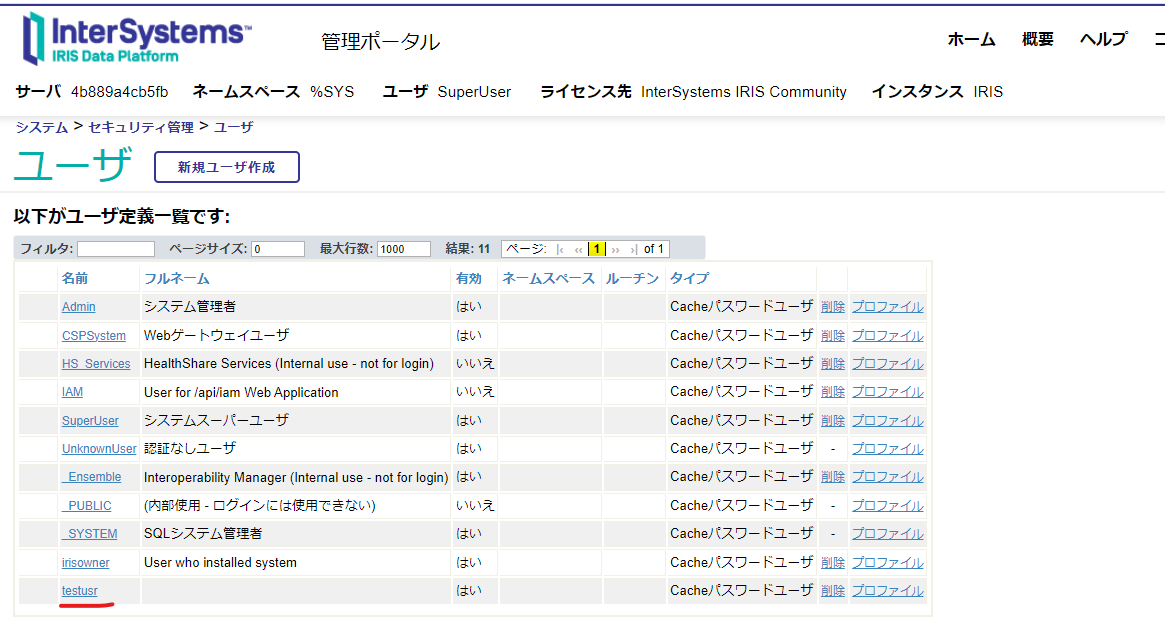 InterSystems™
IRIS Data Platform
管理ポータル
ホーム 概要 ヘルプ
サーバ 4b889a4cb5fb ネームスペース %SYS ユーザ SuperUser ライセンス先 InterSystems IRIS Community インスタンス IRIS
システム > セキュリティ管理 > ユーザ
ユーザ 新規ユーザ作成
以下がユーザ定義一覧です:
フィルタ: ページサイズ: 0 最大行数: 1000 結果: 11 ページ: |‹ ‹‹ 1 ›› ›| of 1
名前 フルネーム 有効 ネームスペース ルーチン タイプ
Admin システム管理者 はい Cacheパスワードユーザ 削除 プロファイル
CSPSystem Webゲートウェイユーザ はい Cacheパスワードユーザ 削除 プロファイル
HS_Services HealthShare Services (Internal use - not for login) いいえ Cacheパスワードユーザ 削除 プロファイル
IAM User for /api/iam Web Application いいえ Cacheパスワードユーザ 削除 プロファイル
SuperUser システムスーパーユーザ はい Cacheパスワードユーザ 削除 プロファイル
UnknownUser 認証なしユーザ はい Cacheパスワードユーザ - プロファイル
_Ensemble Interoperability Manager (Internal use - not for login) はい Cacheパスワードユーザ 削除 プロファイル
_PUBLIC (内部使用 - ログインには使用できない) いいえ Cacheパスワードユーザ - プロファイル
_SYSTEM SQLシステム管理者 はい Cacheパスワードユーザ - プロファイル
irisowner User who installed system はい Cacheパスワードユーザ 削除 プロファイル
testusr はい Cacheパスワードユーザ 削除 プロファイル